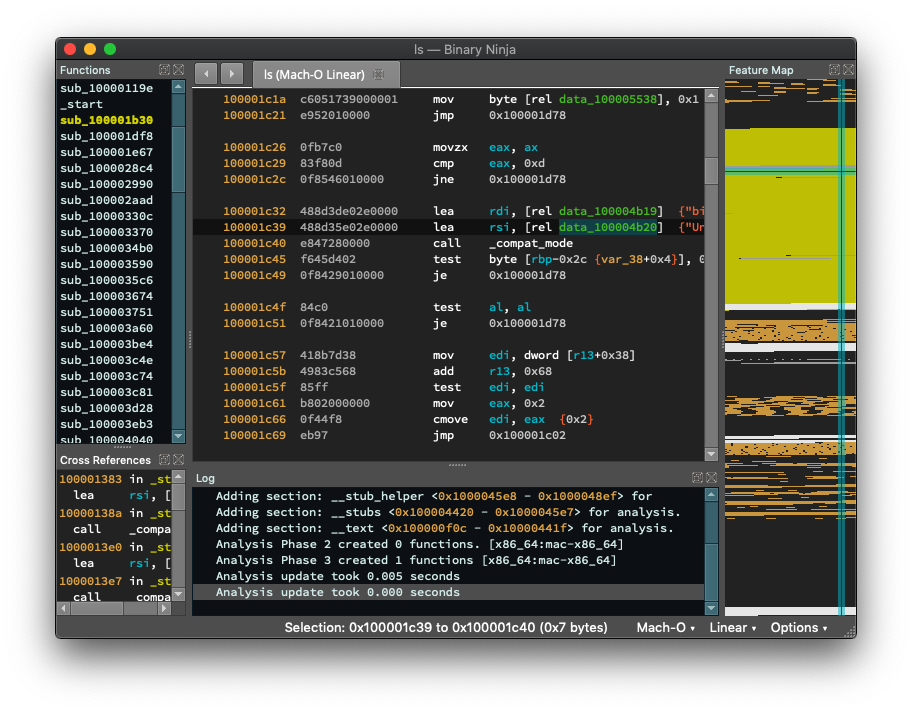 ls — Binary Ninja
Functions
sub_10000119e
_start
sub_100001b30
sub_100001df8
sub_100001e67
sub_1000028c4
sub_100002990
sub_100002aad
sub_10000330c
sub_100003370
sub_1000034b0
sub_100003590
sub_1000035c6
sub_100003674
sub_100003751
sub_100003a60
sub_100003be4
sub_100003c4e
sub_100003c74
sub_100003c81
sub_100003d28
sub_100003eb3
sub_100004040
Cross References
100001383 in _st
lea rsi, [
10000138a in _st
call _compa
1000013e0 in _st
lea rsi, [
1000013e7 in _st
call _compa
ls (Mach-O Linear)
100001c1a c6051739000001 mov byte [rel data_100005538], 0x1
100001c21 e952010000 jmp 0x100001d78
100001c26 0fb7c0 movzx eax, ax
100001c29 83f80d cmp eax, 0xd
100001c2c 0f8546010000 jne 0x100001d78
100001c32 488d3de02e0000 lea rdi, [rel data_100004b19] {"bi
100001c39 488d35e02e0000 lea rsi, [rel data_100004b20] {"Un
100001c40 e847280000 call _compat_mode
100001c45 f645d402 test byte [rbp-0x2c {var_38+0x4}], 0
100001c49 0f8429010000 je 0x100001d78
100001c4f 84c0 test al, al
100001c51 0f8421010000 je 0x100001d78
100001c57 418b7d38 mov edi, dword [r13+0x38]
100001c5b 4983c568 add r13, 0x68
100001c5f 85ff test edi, edi
100001c61 b802000000 mov eax, 0x2
100001c66 0f44f8 cmove edi, eax {0x2}
100001c69 eb97 jmp 0x100001c02
Log
Adding section: __stub_helper <0x1000045e8 - 0x1000048ef> for
Adding section: __stubs <0x100004420 - 0x1000045e7> for analysis.
Adding section: __text <0x100000f0c - 0x10000441f> for analysis.
Analysis Phase 2 created 0 functions. [x86_64:mac-x86_64]
Analysis Phase 3 created 1 functions [x86_64:mac-x86_64]
Analysis update took 0.005 seconds
Analysis update took 0.000 seconds
Feature Map
Selection: 0x100001c39 to 0x100001c40 (0x7 bytes) Mach-O Linear Options